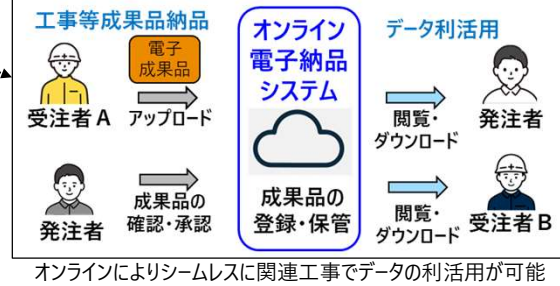 工事等成果品納品
電子
成果品
受注者A
アップロード
発注者
成果品の
確認・承認
オンライン
電子納品
システム
成果品の
登録・保管
データ利活用
閲覧・
ダウンロード
発注者
閲覧・
ダウンロード
受注者B
オンラインによりシームレスに関連工事でデータの利活用が可能